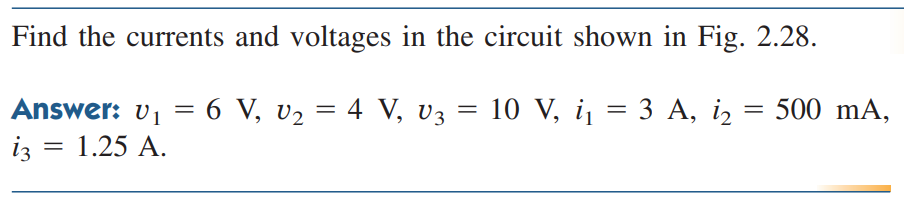 Find the currents and voltages in the circuit shown in Fig. 2.28.
Answer: v₁ = 6 V, v₂ = 4 V, v₃ = 10 V, i₁ = 3 A, i₂ = 500 mA,
i₃ = 1.25 A.